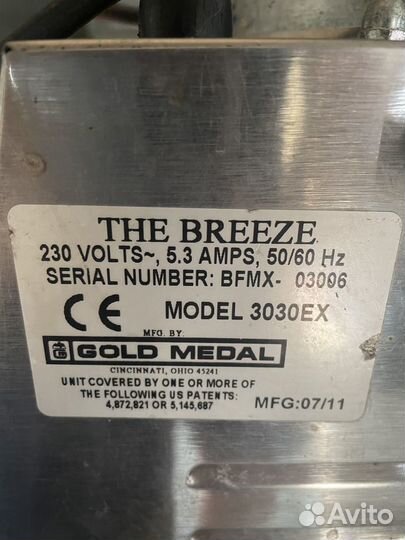 THE BREEZE
230 VOLTS~, 5.3 AMPS, 50/60 Hz
SERIAL NUMBER: BFMX- 03006
CE MODEL 3030EX
MFG. BY:
GOLD MEDAL
CINCINNATI, OHIO 45241
UNIT COVERED BY ONE OR MORE OF
THE FOLLOWING US PATENTS:
4,872,821 OR 5,145,687
MFG:07/11
Avito